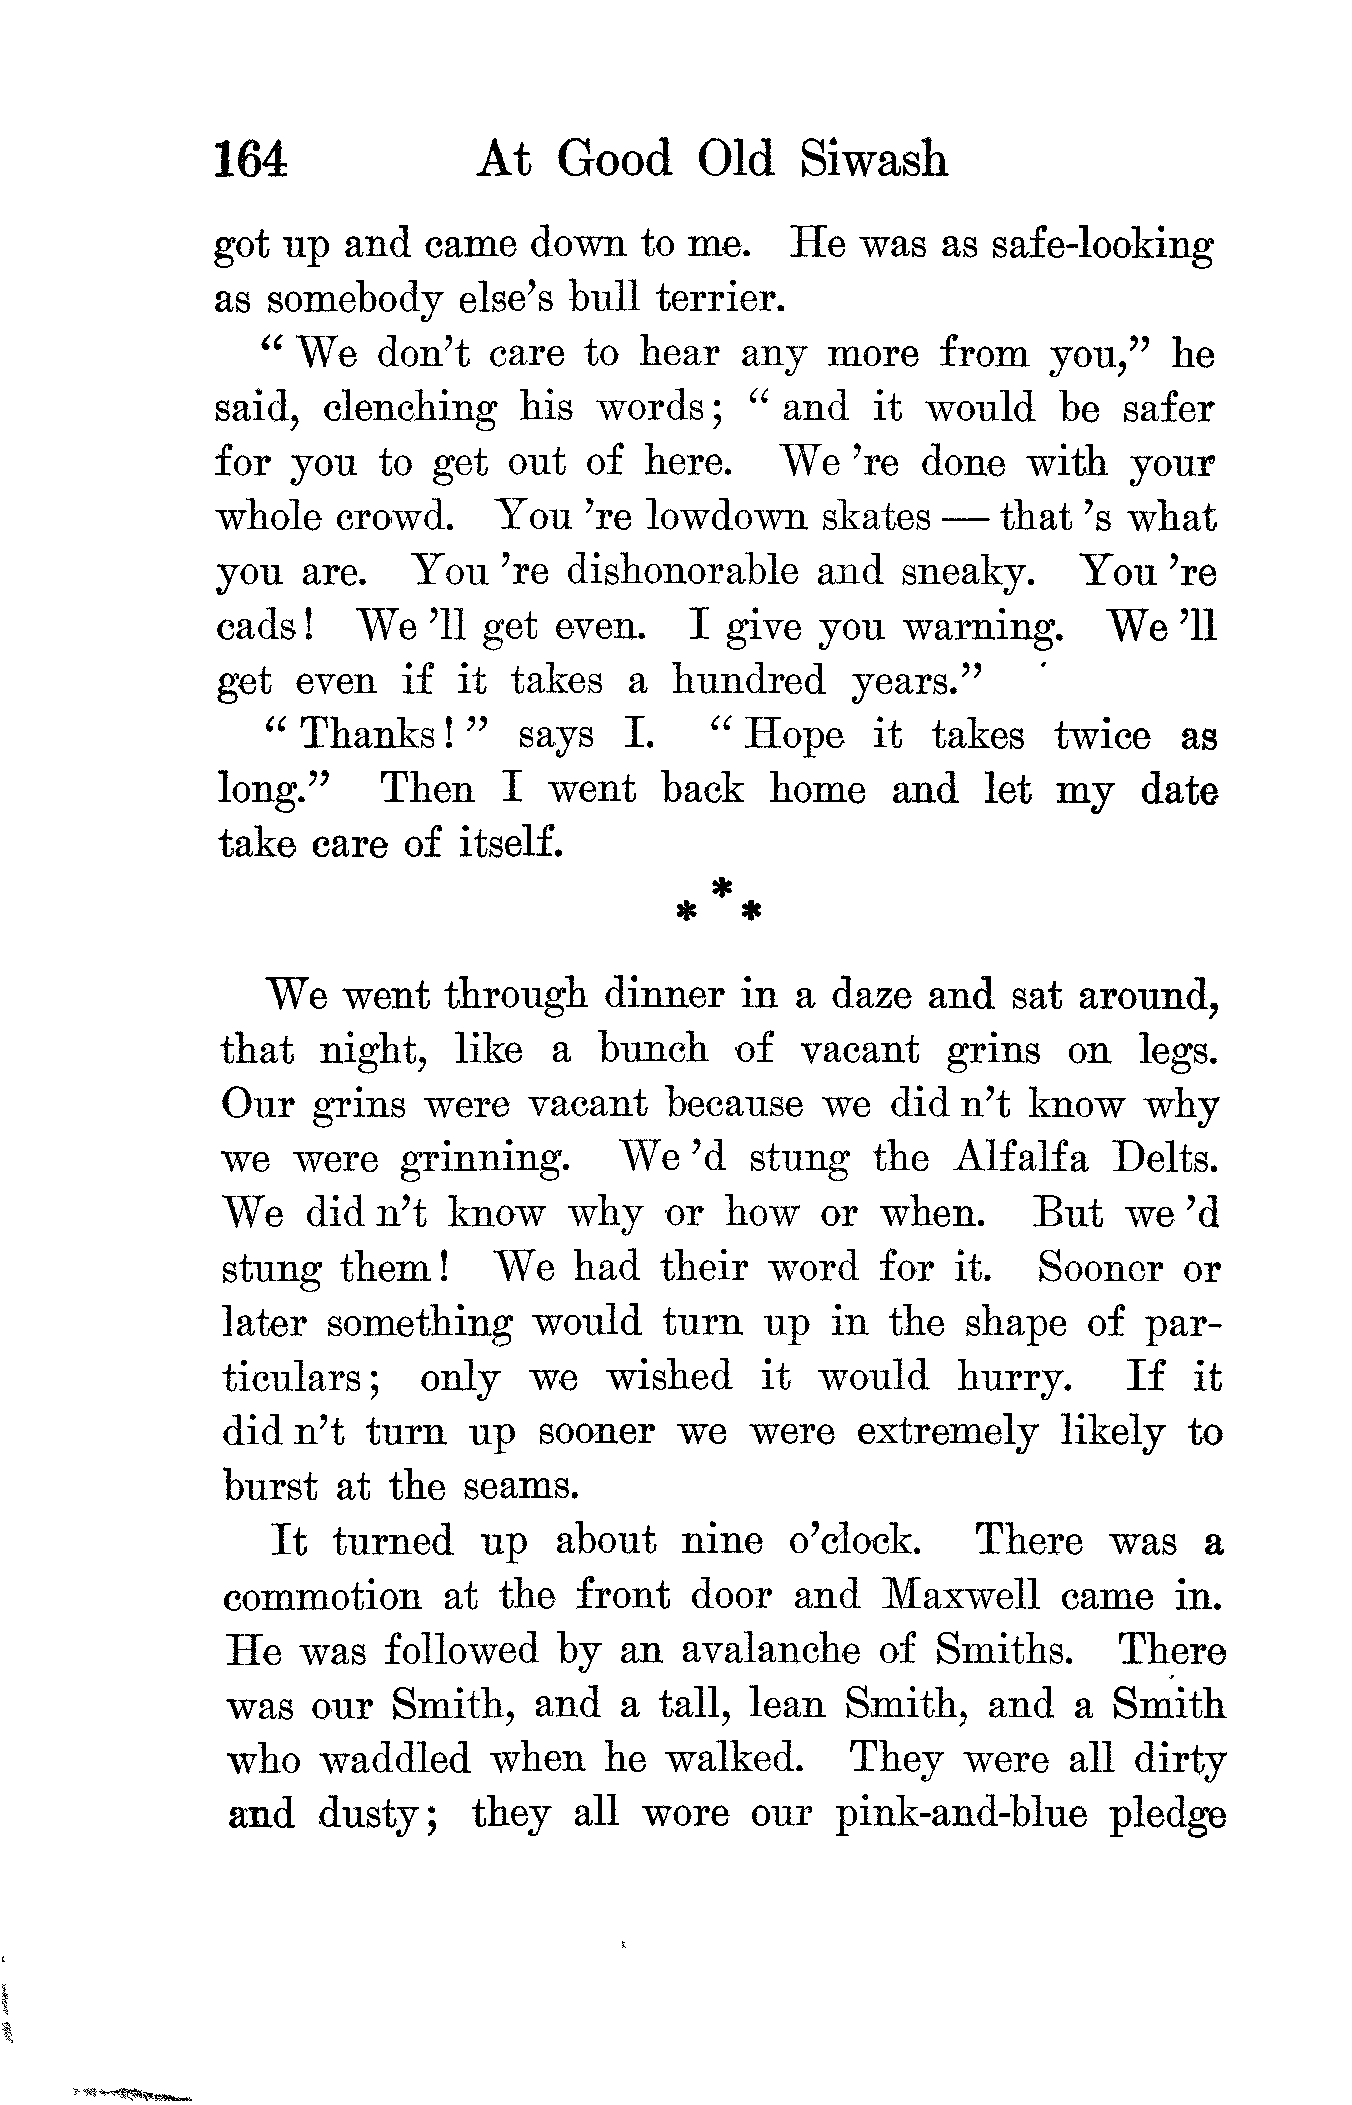 164 At Good Old Siwash
got up and came down to me. He was as safe-looking
as somebody else's bull terrier.
" We don't care to hear any more from you," he
said, clenching his words; " and it would be safer
for you to get out of here. We 're done with your
whole crowd. You 're lowdown skates — that 's what
you are. You 're dishonorable and sneaky. You 're
cads! We 'll get even. I give you warning. We 'll
get even if it takes a hundred years."
" Thanks! " says I. " Hope it takes twice as
long." Then I went back home and let my date
take care of itself.
*
* *
We went through dinner in a daze and sat around,
that night, like a bunch of vacant grins on legs.
Our grins were vacant because we did n't know why
we were grinning. We 'd stung the Alfalfa Delts.
We did n't know why or how or when. But we 'd
stung them! We had their word for it. Sooner or
later something would turn up in the shape of par-
ticulars; only we wished it would hurry. If it
did n't turn up sooner we were extremely likely to
burst at the seams.
It turned up about nine o'clock. There was a
commotion at the front door and Maxwell came in.
He was followed by an avalanche of Smiths. There
was our Smith, and a tall, lean Smith, and a Smith
who waddled when he walked. They were all dirty
and dusty; they all wore our pink-and-blue pledge